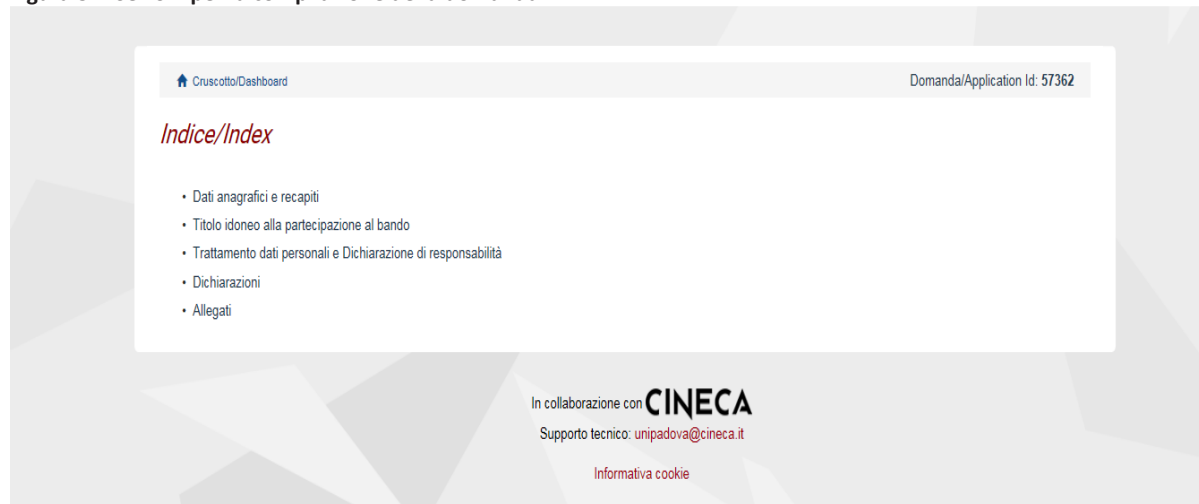 Cruscotto/Dashboard
Domanda/Application Id: 57362
Indice/Index
• Dati anagrafici e recapiti
• Titolo idoneo alla partecipazione al bando
• Trattamento dati personali e Dichiarazione di responsabilità
• Dichiarazioni
• Allegati
In collaborazione con CINECA
Supporto tecnico: unipadova@cineca.it
Informativa cookie